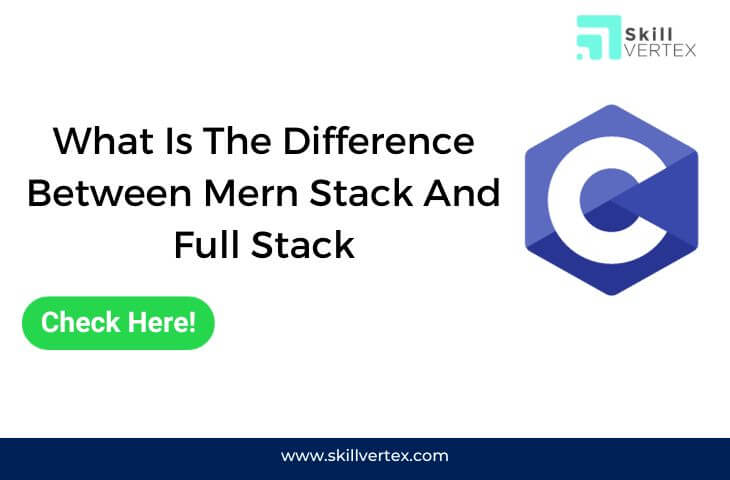 Skill
VERTEX
What Is The Difference
Between Mern Stack And
Full Stack
C
Check Here!
www.skillvertex.com